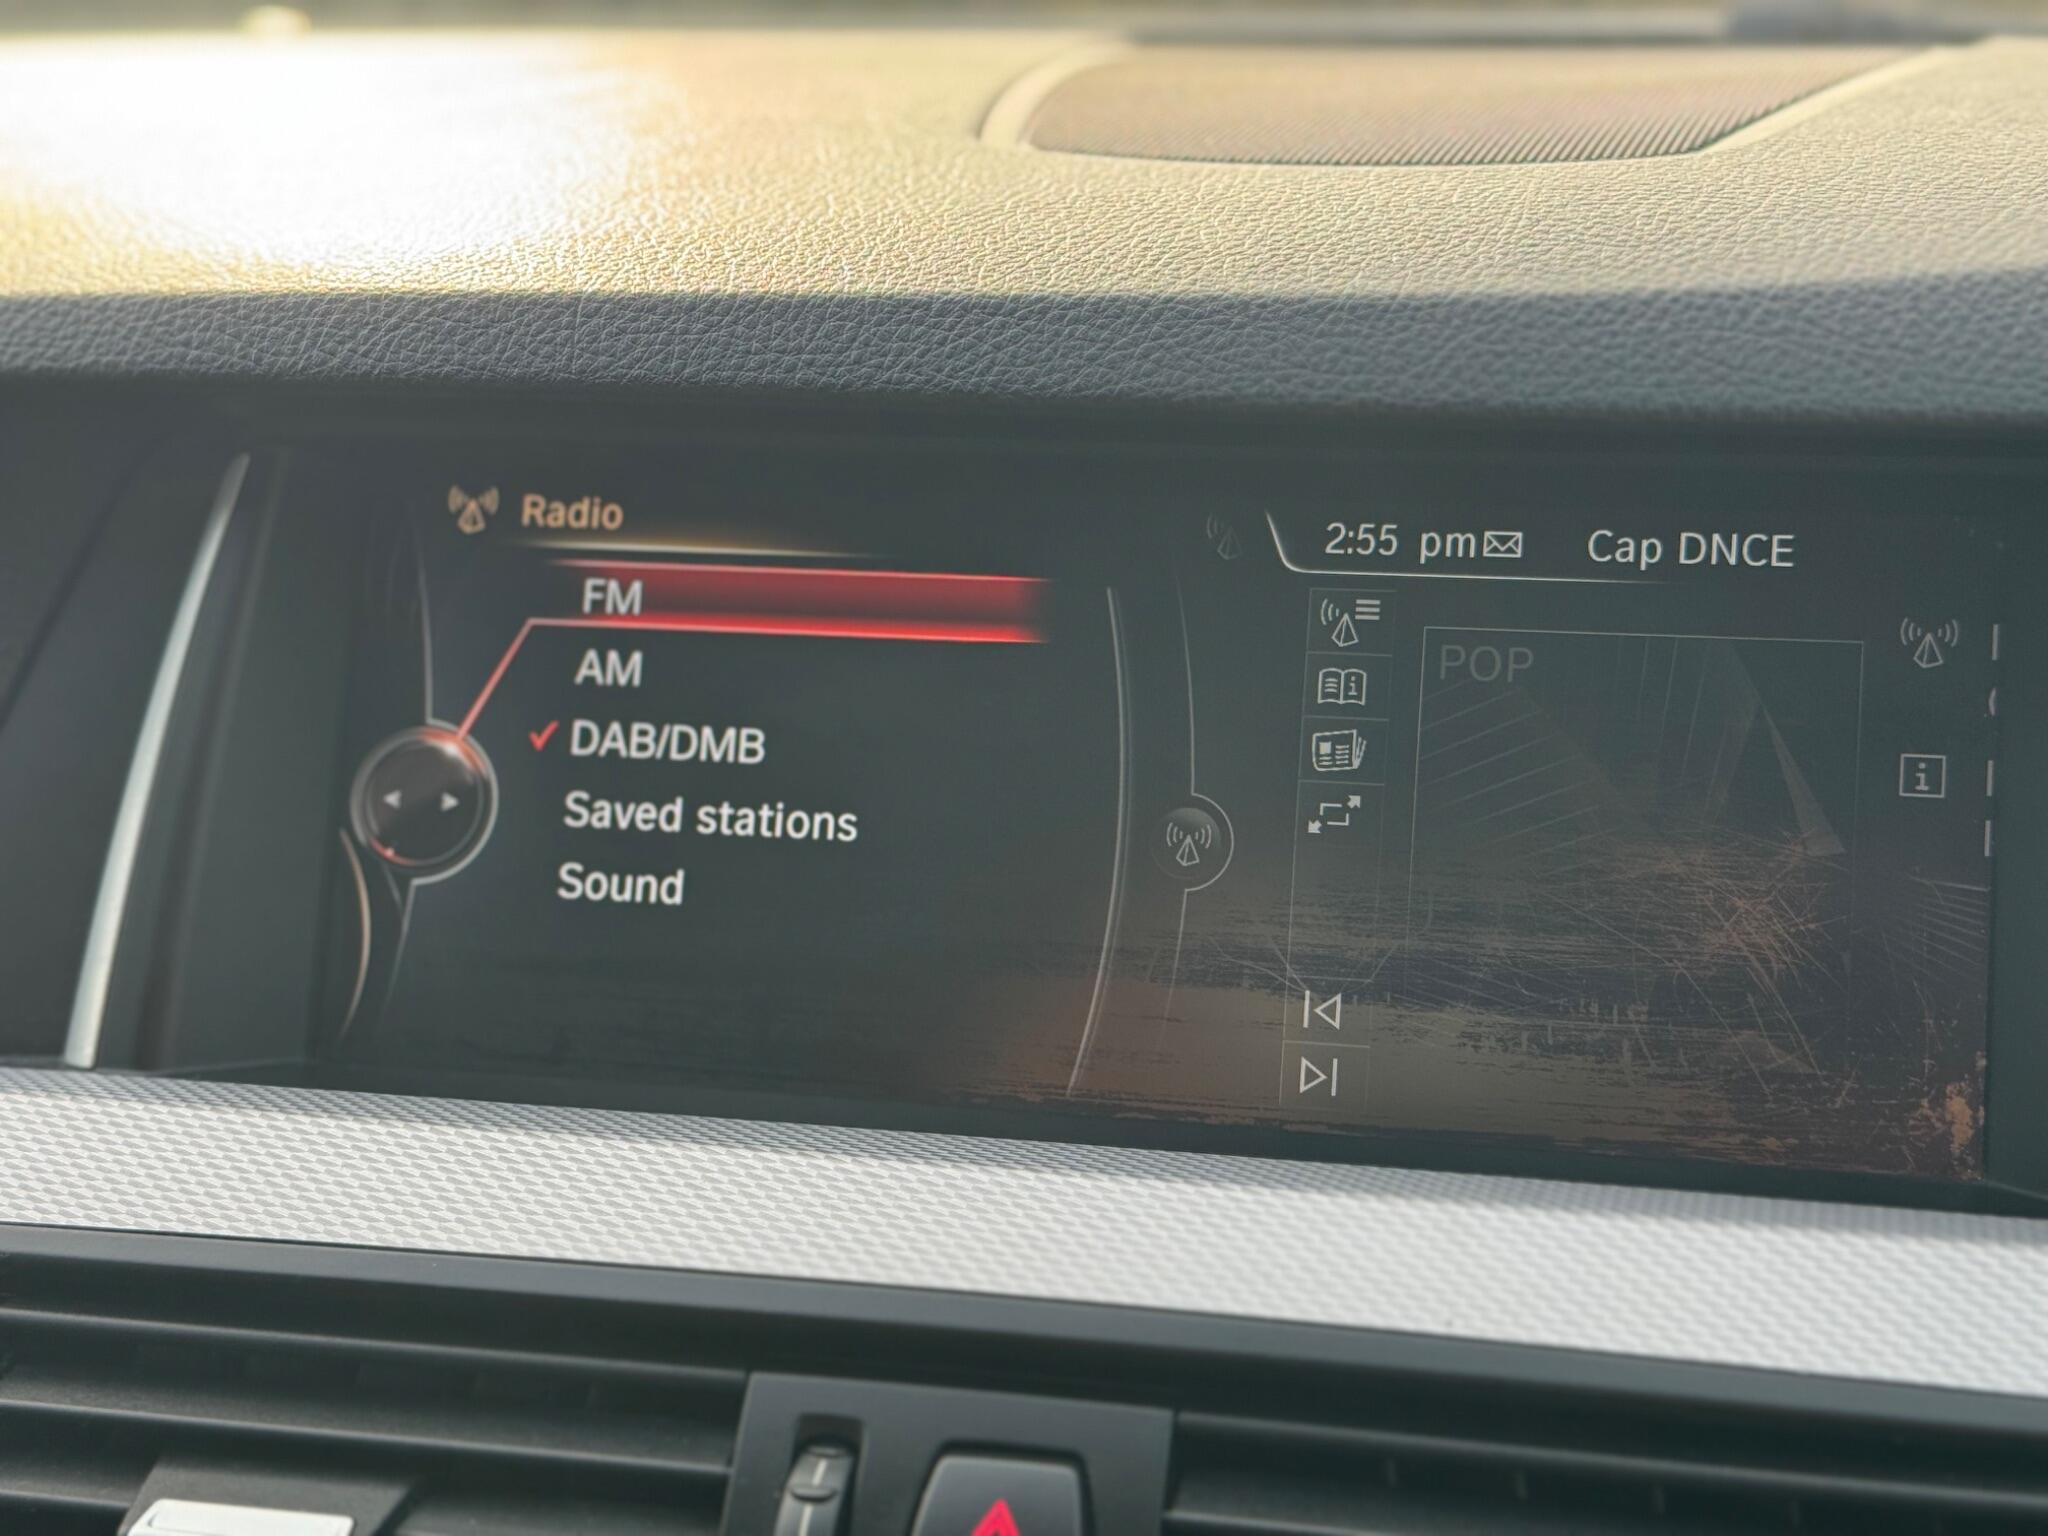 Radio
FM
AM
DAB/DMB
Saved stations
Sound
2:55 pm
Cap DNCE
POP